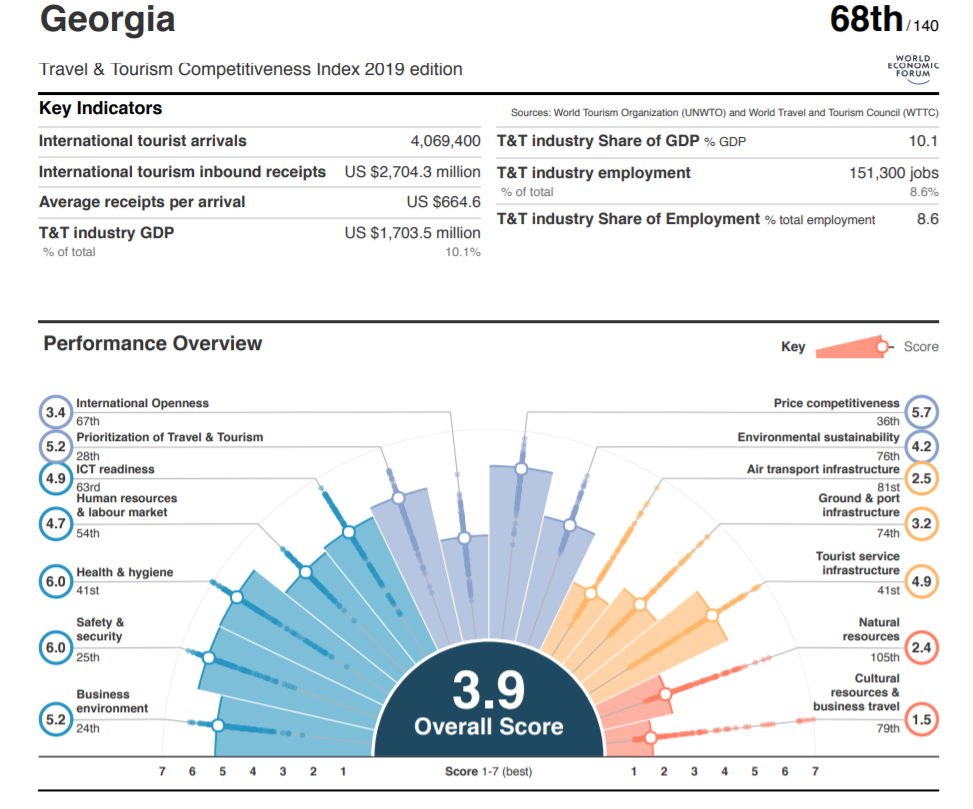 Georgia
68th / 140
Travel & Tourism Competitiveness Index 2019 edition
WORLD
ECONOMIC
FORUM
Key Indicators
Sources: World Tourism Organization (UNWTO) and World Travel and Tourism Council (WTTC)
International tourist arrivals 4,069,400
International tourism inbound receipts US $2,704.3 million
Average receipts per arrival US $664.6
T&T industry GDP US $1,703.5 million
% of total 10.1%
T&T industry Share of GDP % GDP 10.1
T&T industry employment 151,300 jobs
% of total 8.6%
T&T industry Share of Employment % total employment 8.6
Performance Overview
Key Score
3.4 International Openness
67th
5.2 Prioritization of Travel & Tourism
28th
4.9 ICT readiness
63rd
Human resources
4.7 & labour market
54th
6.0 Health & hygiene
41st
Safety &
6.0 security
25th
Business
5.2 environment
24th
Price competitiveness 5.7
36th
Environmental sustainability 4.2
76th
Air transport infrastructure 2.5
81st
Ground & port
infrastructure 3.2
74th
Tourist service
infrastructure 4.9
41st
Natural
resources 2.4
105th
Cultural
resources &
business travel 1.5
79th
3.9
Overall Score
7 6 5 4 3 2 1 Score 1-7 (best) 1 2 3 4 5 6 7